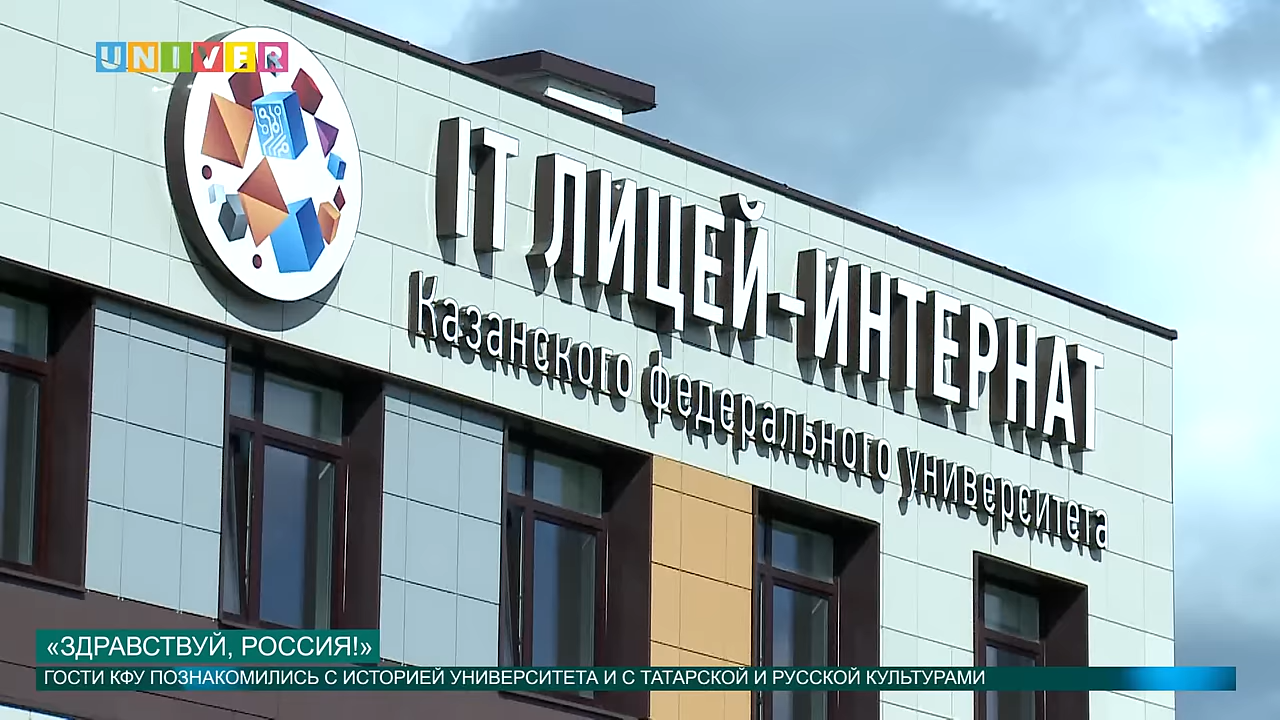 UNIVER
IT ЛИЦЕЙ-ИНТЕРНАТ
Казанского федерального университета
«ЗДРАВСТВУЙ, РОССИЯ!»
ГОСТИ КФУ ПОЗНАКОМИЛИСЬ С ИСТОРИЕЙ УНИВЕРСИТЕТА И С ТАТАРСКОЙ И РУССКОЙ КУЛЬТУРАМИ